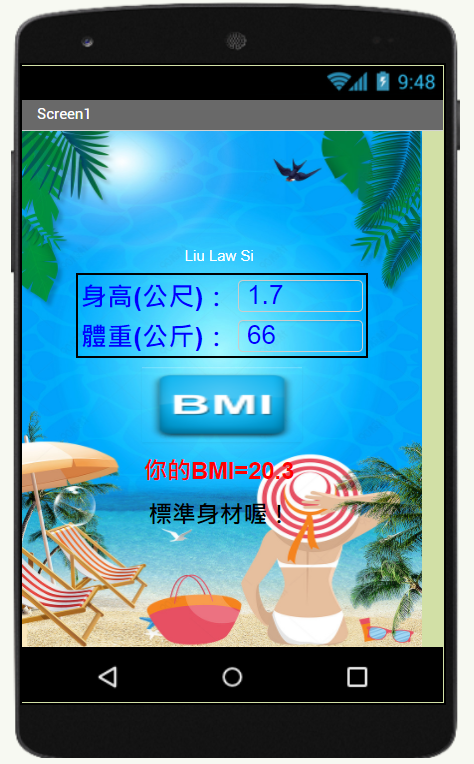 9:48
Screen1
Liu Law Si
身高(公尺)： 1.7
體重(公斤)： 66
BMI
你的BMI=20.3
標準身材喔！